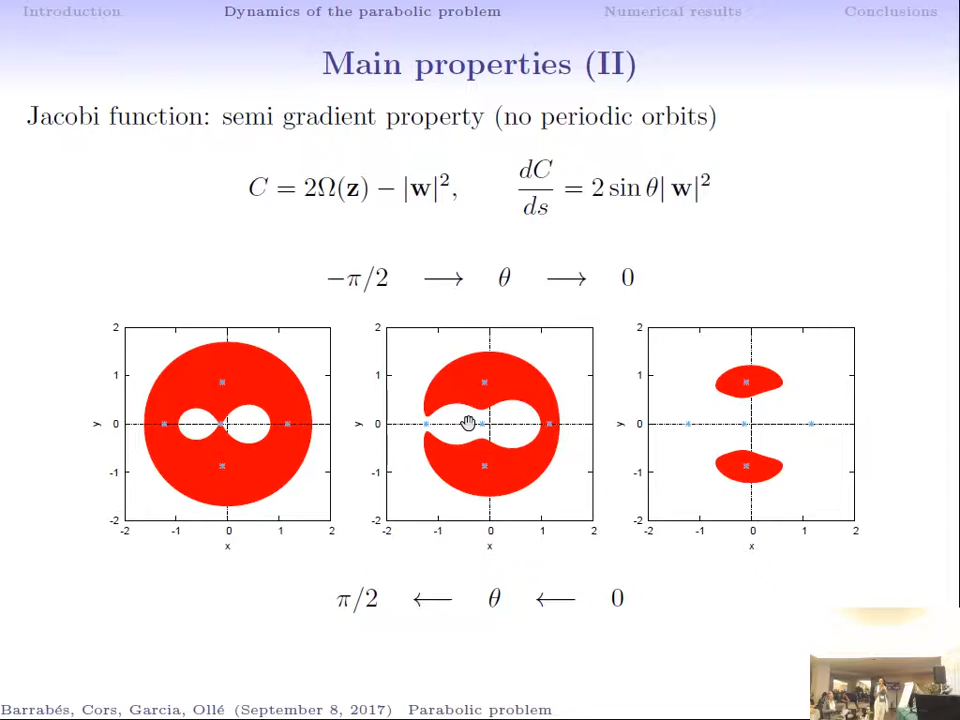 Introduction Dynamics of the parabolic problem Numerical results Conclusions
Main properties (II)
Jacobi function: semi gradient property (no periodic orbits)
C = 2Ω(z) − |w|², dC/ds = 2 sin θ| w|²
−π/2 ⟶ θ ⟶ 0
2 2 2
1 1 1
y 0 y 0 y 0
-1 -1 -1
-2 -2 -2
-2 -1 0 1 2 -2 -1 0 1 2 -2 -1 0 1 2
x x x
π/2 ⟵ θ ⟵ 0
Barrabés, Cors, Garcia, Ollé (September 8, 2017) Parabolic problem